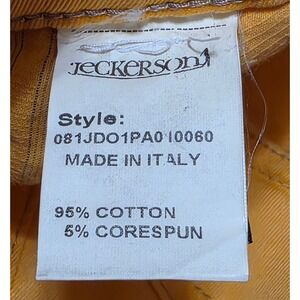 JECKERSON
Style:
081JDO1PA010060
MADE IN ITALY
95% COTTON
5% CORESPUN